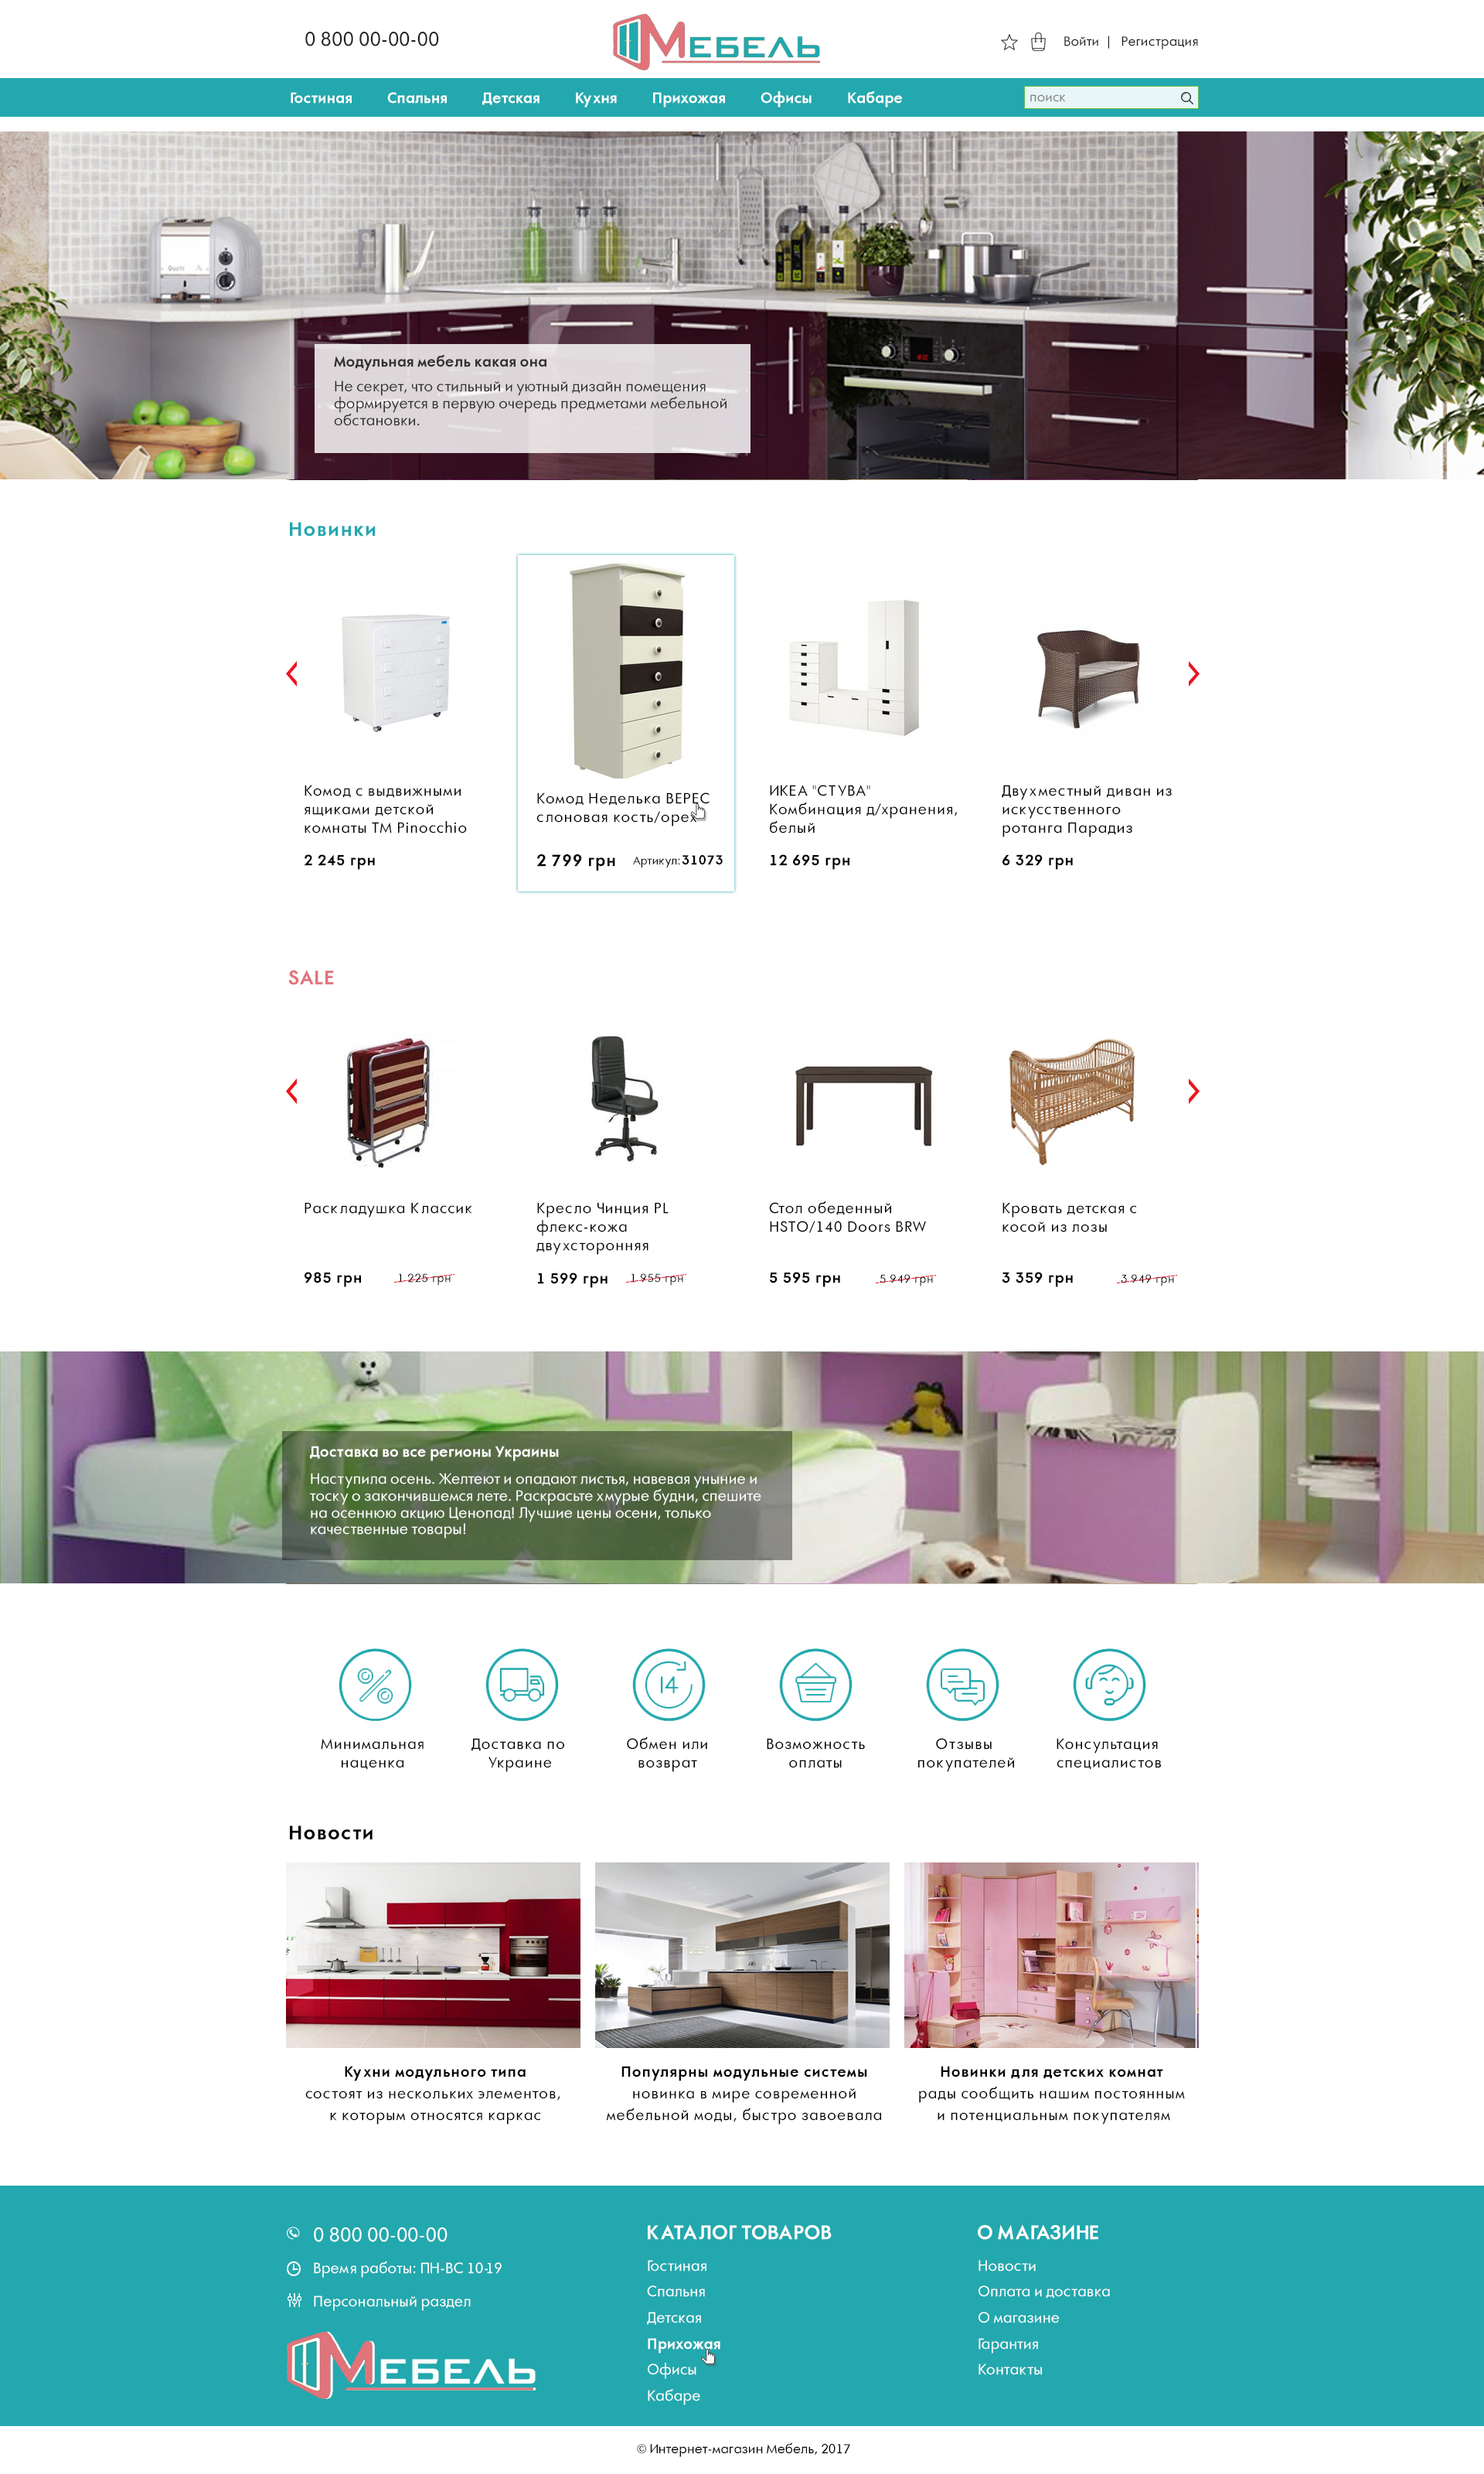 0 800 00-00-00
МЕБЕЛЬ
Войти | Регистрация
Гостиная Спальня Детская Кухня Прихожая Офисы Кабаре
поиск
Модульная мебель какая она
Не секрет, что стильный и уютный дизайн помещения
формируется в первую очередь предметами мебельной
обстановки.
Новинки
Комод с выдвижными
ящиками детской
комнаты ТМ Pinocchio
2 245 грн
Комод Неделька ВЕРЕС
слоновая кость/орех
2 799 грн Артикул:31073
ИКЕА "СТУВА"
Комбинация д/хранения,
белый
12 695 грн
Двухместный диван из
искусственного
ротанга Парадиз
6 329 грн
SALE
Раскладушка Классик
985 грн 1 225 грн
Кресло Чинция PL
флекс-кожа
двухсторонняя
1 599 грн 1 955 грн
Стол обеденный
HSTO/140 Doors BRW
5 595 грн 5 949 грн
Кровать детская с
косой из лозы
3 359 грн 3 949 грн
Доставка во все регионы Украины
Наступила осень. Желтеют и опадают листья, навевая уныние и
тоску о закончившемся лете. Раскрасьте хмурые будни, спешите
на осеннюю акцию Ценопад! Лучшие цены осени, только
качественные товары!
14
Минимальная
наценка
Доставка по
Украине
Обмен или
возврат
Возможность
оплаты
Отзывы
покупателей
Консультация
специалистов
Новости
Кухни модульного типа
состоят из нескольких элементов,
к которым относятся каркас
Популярны модульные системы
новинка в мире современной
мебельной моды, быстро завоевала
Новинки для детских комнат
рады сообщить нашим постоянным
и потенциальным покупателям
0 800 00-00-00
Время работы: ПН-ВС 10-19
Персональный раздел
МЕБЕЛЬ
КАТАЛОГ ТОВАРОВ
Гостиная
Спальня
Детская
Прихожая
Офисы
Кабаре
О МАГАЗИНЕ
Новости
Оплата и доставка
О магазине
Гарантия
Контакты
© Интернет-магазин Мебель, 2017